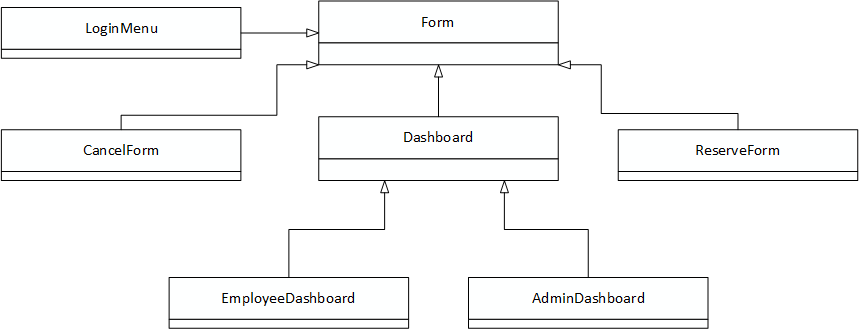 LoginMenu
Form
CancelForm
Dashboard
ReserveForm
EmployeeDashboard
AdminDashboard